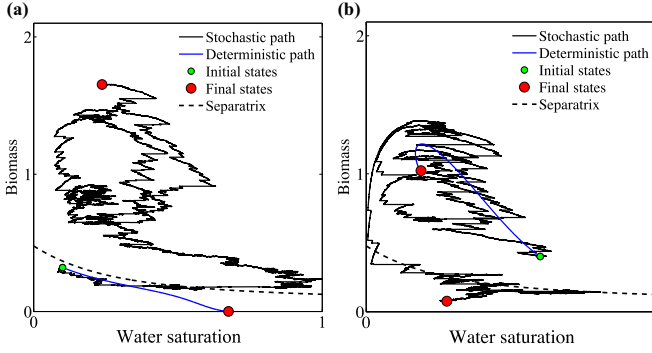 (a)
Stochastic path
Deterministic path
Initial states
Final states
Separatrix
2
1
0
Biomass
0
1
Water saturation
(b)
Stochastic path
Deterministic path
Initial states
Final states
Separatrix
2
1
0
Biomass
0
Water saturation